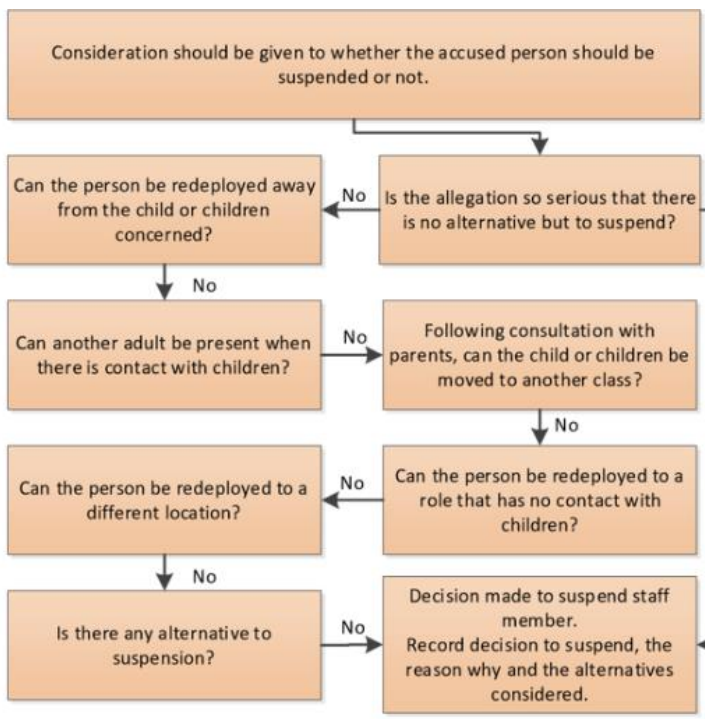 Consideration should be given to whether the accused person should be
suspended or not.
Is the allegation so serious that there
is no alternative but to suspend?
No
Can the person be redeployed away
from the child or children
concerned?
No
Can another adult be present when
there is contact with children?
No
Following consultation with
parents, can the child or children be
moved to another class?
No
Can the person be redeployed to a
role that has no contact with
children?
No
Can the person be redeployed to a
different location?
No
Is there any alternative to
suspension?
No
Decision made to suspend staff
member.
Record decision to suspend, the
reason why and the alternatives
considered.